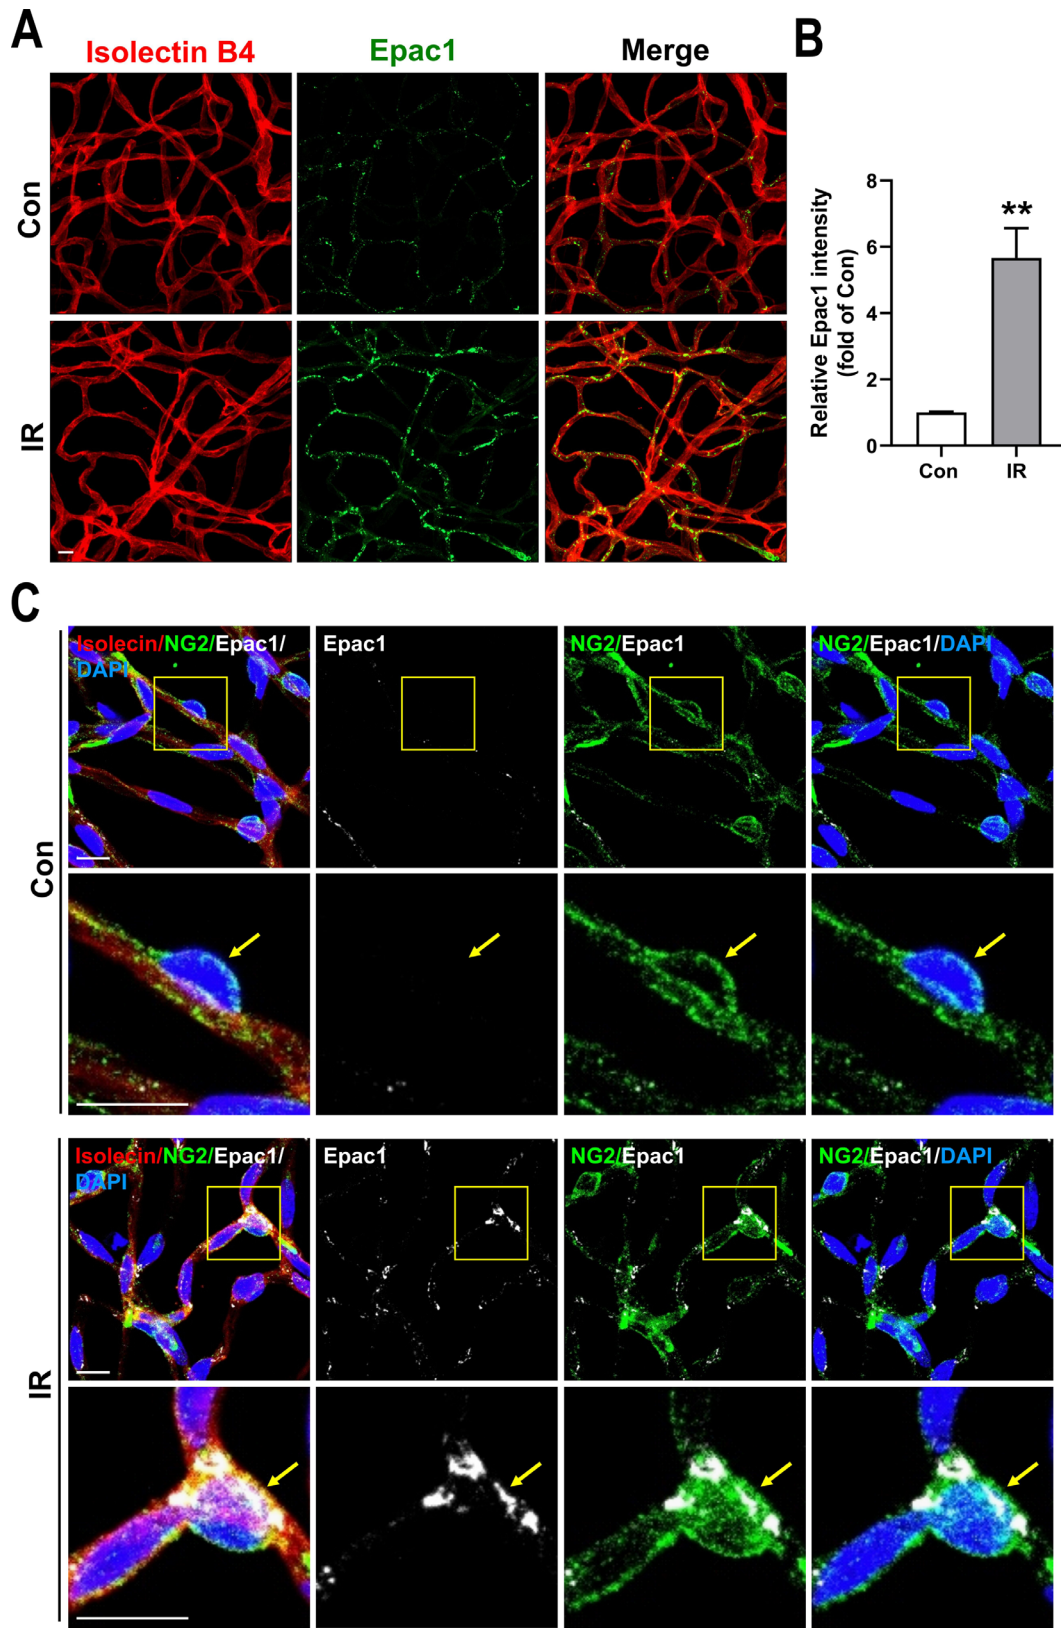 A
Isolectin B4
Epac1
Merge
Con
IR
B
Relative Epac1 intensity
(fold of Con)
8
6
4
2
0
**
Con
IR
C
Con
Isolecin/NG2/Epac1/
DAPI
Epac1
NG2/Epac1
NG2/Epac1/DAPI
IR
Isolecin/NG2/Epac1/
DAPI
Epac1
NG2/Epac1
NG2/Epac1/DAPI